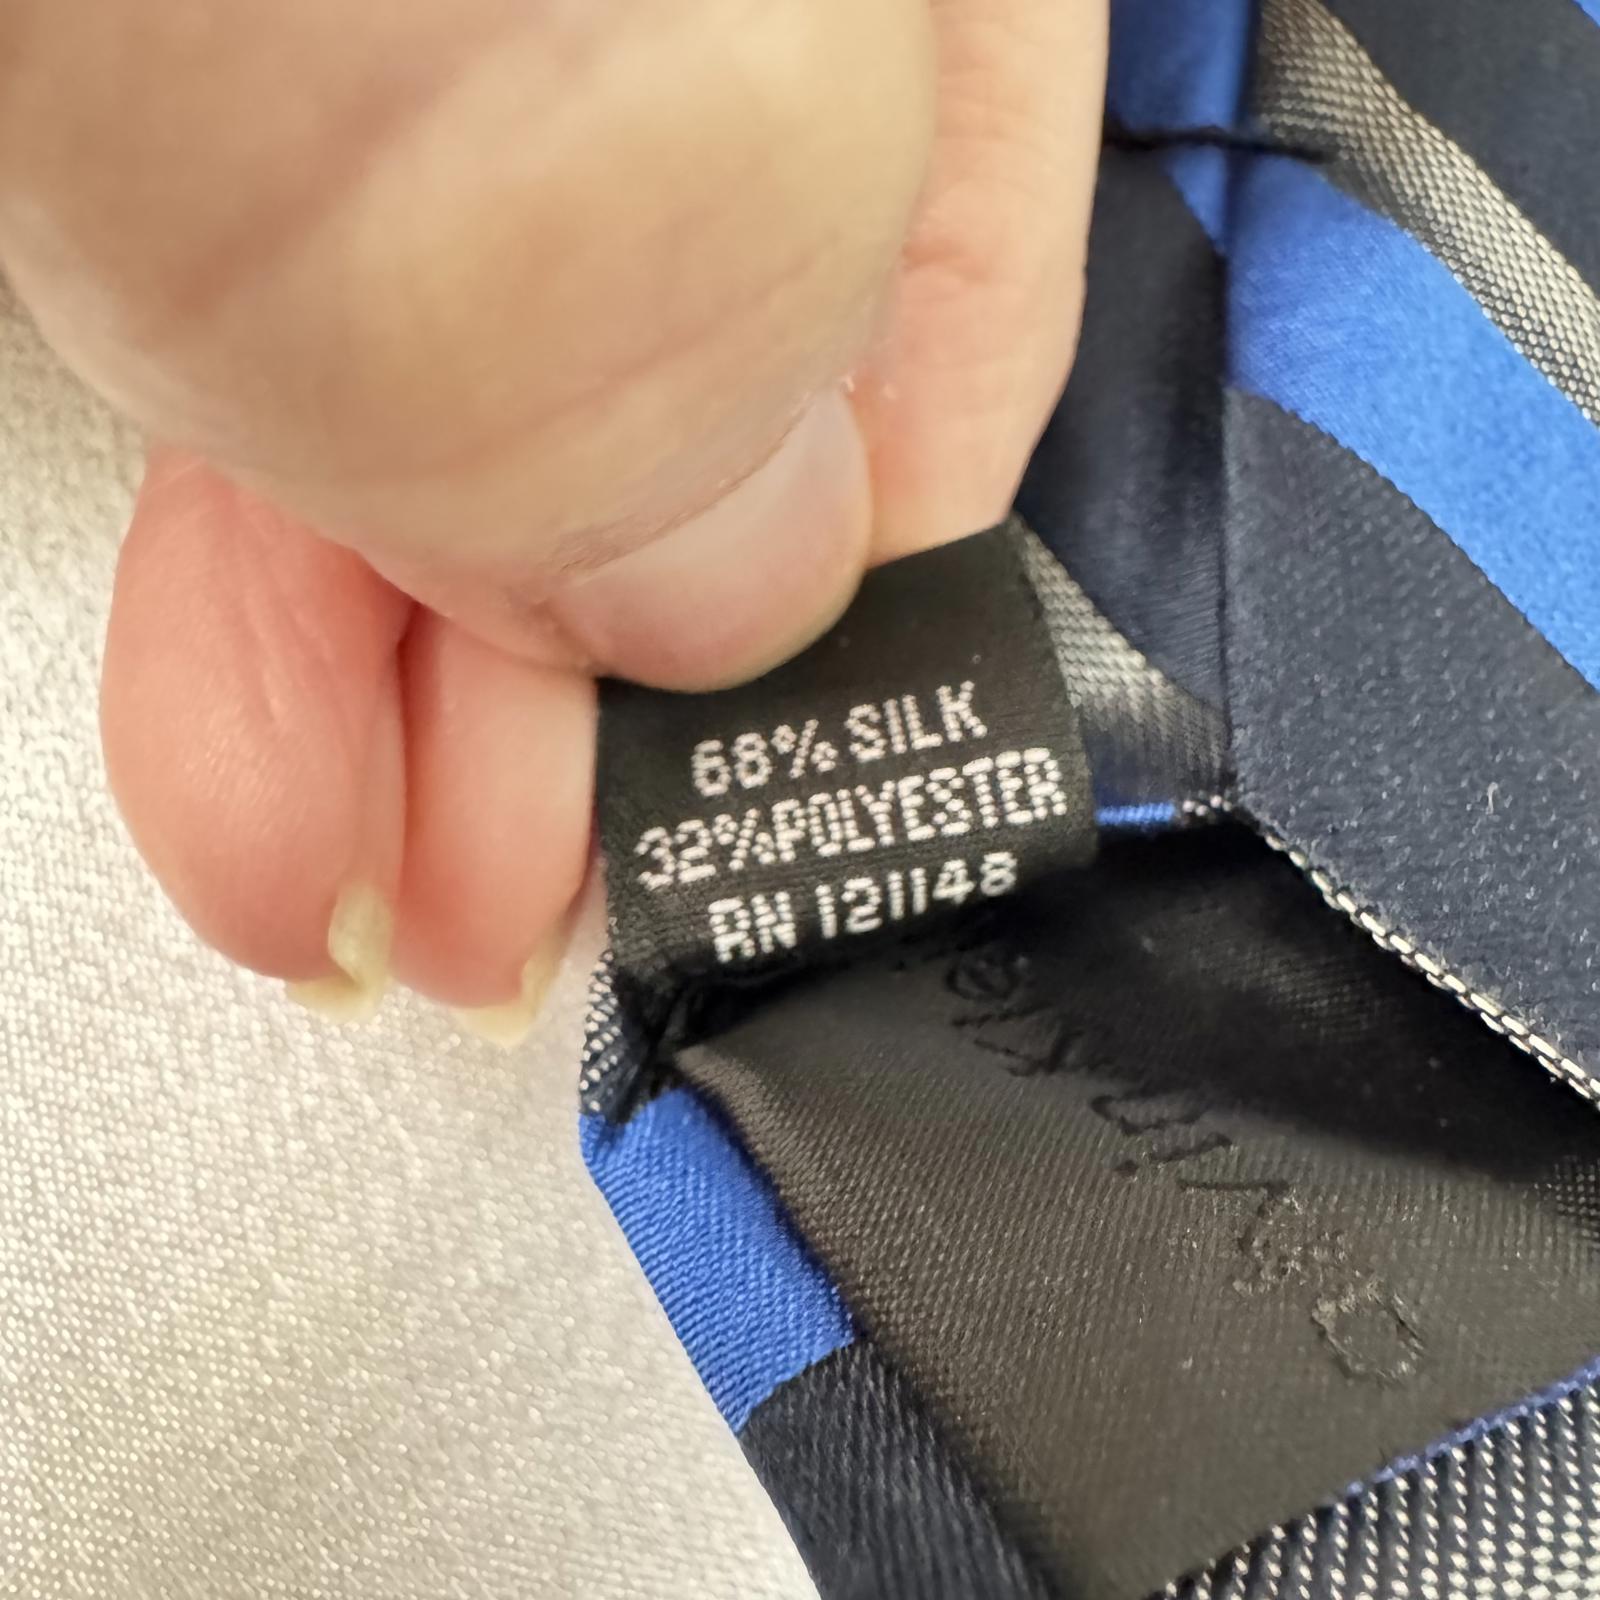 68% SILK
32% POLYESTER
RN 121148